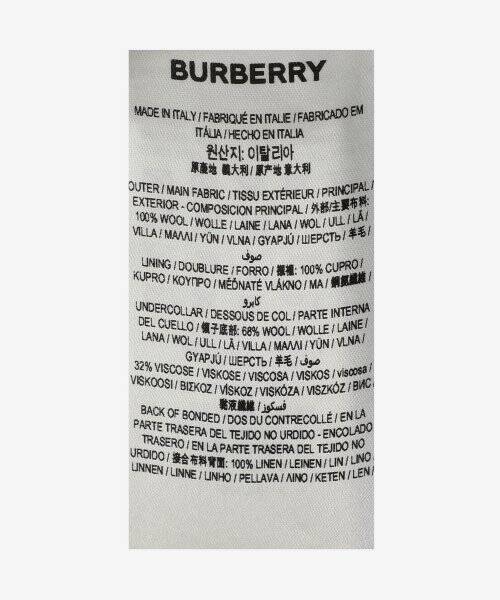 BURBERRY
MADE IN ITALY / FABRIQUÉ EN ITALIE / FABRICADO EM
ITÁLIA / HECHO EN ITALIA
원산지: 이탈리아
原產地 義大利 / 原产地 意大利
OUTER / MAIN FABRIC / TISSU EXTÉRIEUR / PRINCIPAL /
EXTERIOR - COMPOSICION PRINCIPAL / 外部/主要布料:
100% WOOL / WOLLE / LAINE / LANA / WOL / ULL / LÃ /
VILLA / ΜΑΛΛΙ / YÜN / VLNA / GYAPJÚ / ШЕРСТЬ / 羊毛 /
صوف
LINING / DOUBLURE / FORRO / 襯裡: 100% CUPRO /
KUPRO / ΚΟΥΠΡΟ / MĚĎNATÉ VLÁKNO / MA / 銅氨纖維 /
كابرو
UNDERCOLLAR / DESSOUS DE COL / PARTE INTERNA
DEL CUELLO / 領子底部: 68% WOOL / WOLLE / LAINE /
LANA / WOL / ULL / LÃ / VILLA / ΜΑΛΛΙ / YÜN / VLNA /
GYAPJÚ / ШЕРСТЬ / 羊毛 / صوف
32% VISCOSE / VISKOSE / VISCOSA / VISKOS / viscosa /
VISKOOSI / ΒΙΣΚΟΖ / VİSKOZ / VISKÓZA / VISZKÓZ / ВИС
黏液纖維 / فسكوز
BACK OF BONDED / DOS DU CONTRECOLLÉ / EN LA
PARTE TRASERA DEL TEJIDO NO URDIDO - ENCOLADO
TRASERO / EN LA PARTE TRASERA DEL TEJIDO NO
URDIDO / 接合布料背面: 100% LINEN / LEINEN / LIN / LINO /
LINNEN / LINNE / LINHO / PELLAVA / ΛΙΝΟ / KETEN / LEN /